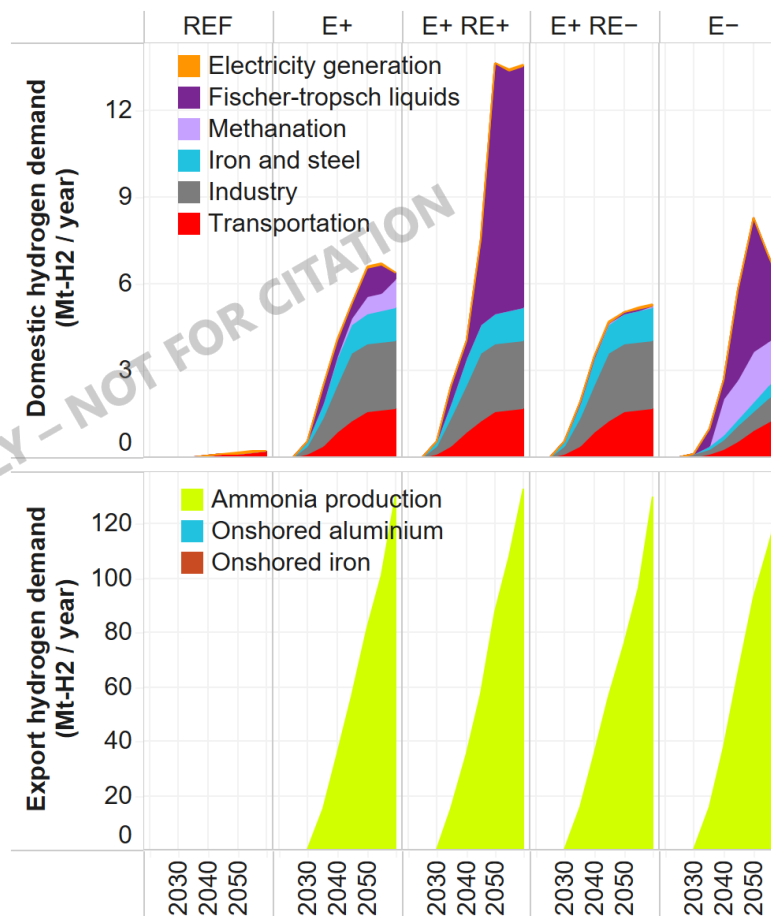 REF E+ E+ RE+ E+ RE− E−
Domestic hydrogen demand
(Mt-H2 / year)
12
9
6
3
0
Electricity generation
Fischer-tropsch liquids
Methanation
Iron and steel
Industry
Transportation
LY – NOT FOR CITATION
Export hydrogen demand
(Mt-H2 / year)
120
100
80
60
40
20
0
Ammonia production
Onshored aluminium
Onshored iron
2030 2040 2050 2030 2040 2050 2030 2040 2050 2030 2040 2050 2030 2040 2050